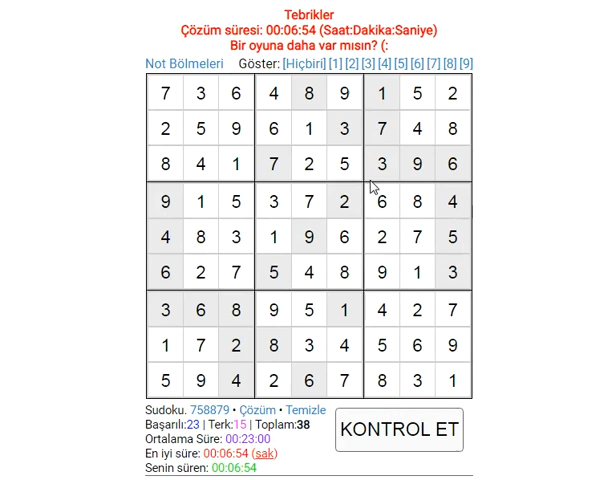 Tebrikler
Çözüm süresi: 00:06:54 (Saat:Dakika:Saniye)
Bir oyuna daha var mısın? (:
Not Bölmeleri Göster: [Hiçbiri] [1] [2] [3] [4] [5] [6] [7] [8] [9]
7 3 6 4 8 9 1 5 2
2 5 9 6 1 3 7 4 8
8 4 1 7 2 5 3 9 6
9 1 5 3 7 2 6 8 4
4 8 3 1 9 6 2 7 5
6 2 7 5 4 8 9 1 3
3 6 8 9 5 1 4 2 7
1 7 2 8 3 4 5 6 9
5 9 4 2 6 7 8 3 1
Sudoku. 758879 • Çözüm • Temizle
Başarılı:23 | Terk:15 | Toplam:38
Ortalama Süre: 00:23:00
En iyi süre: 00:06:54 (sak)
Senin süren: 00:06:54
KONTROL ET